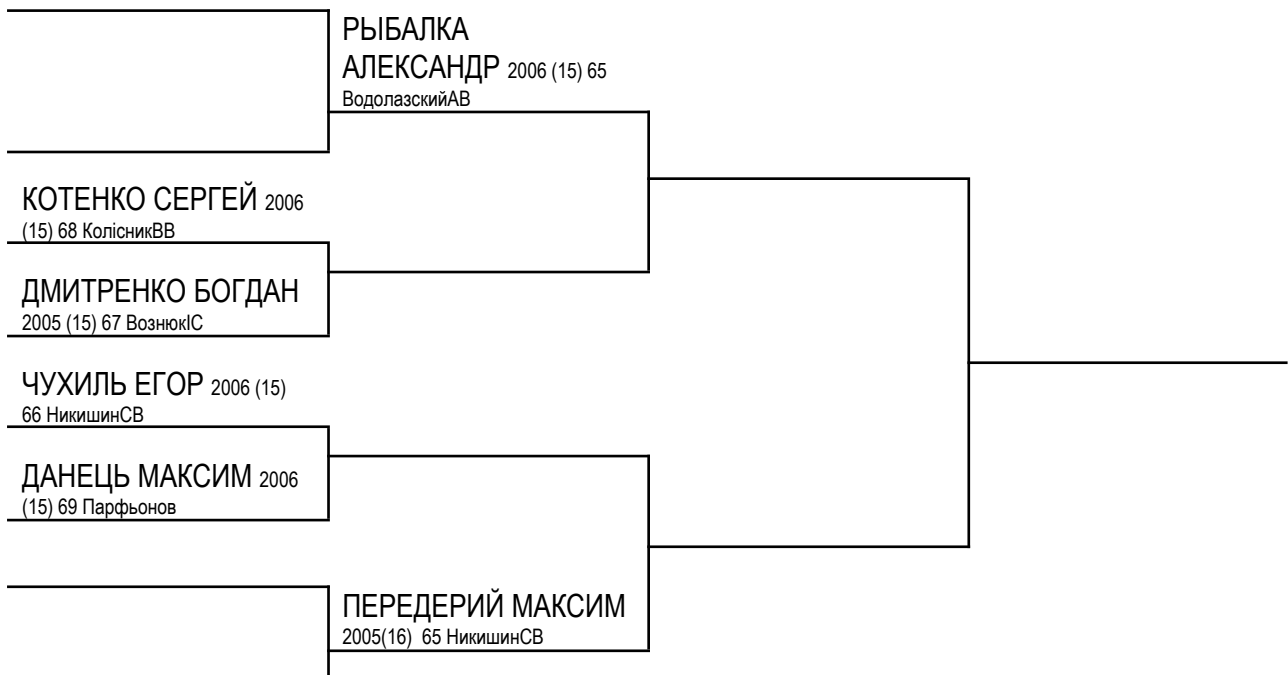 РЫБАЛКА
АЛЕКСАНДР 2006 (15) 65
ВодолазскийАВ
КОТЕНКО СЕРГЕЙ 2006
(15) 68 КолісникВВ
ДМИТРЕНКО БОГДАН
2005 (15) 67 ВознюкІС
ЧУХИЛЬ ЕГОР 2006 (15)
66 НикишинСВ
ДАНЕЦЬ МАКСИМ 2006
(15) 69 Парфьонов
ПЕРЕДЕРИЙ МАКСИМ
2005(16) 65 НикишинСВ